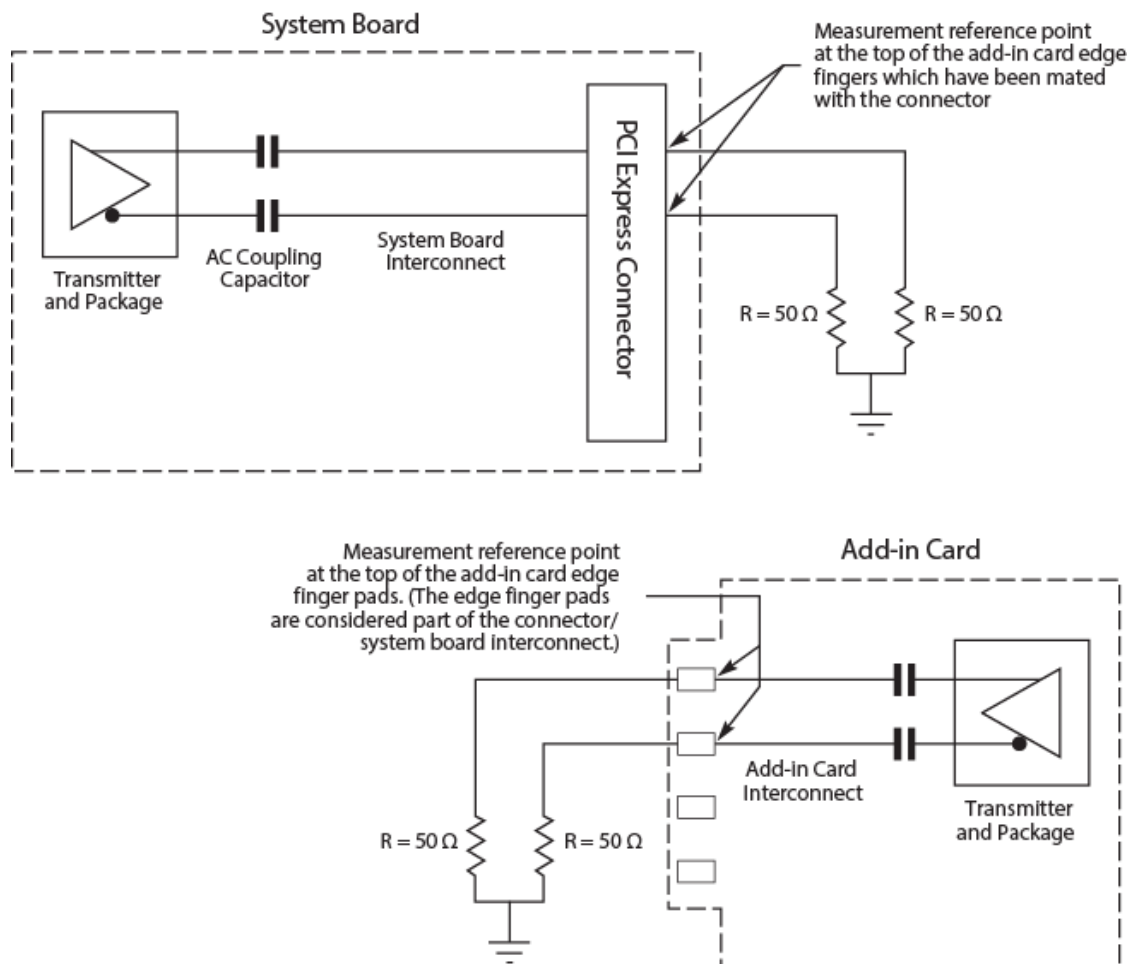 System Board
Measurement reference point
at the top of the add-in card edge
fingers which have been mated
with the connector
PCI Express Connector
AC Coupling
Capacitor
System Board
Interconnect
Transmitter
and Package
R = 50 Ω
R = 50 Ω
Measurement reference point
at the top of the add-in card edge
finger pads. (The edge finger pads
are considered part of the connector/
system board interconnect.)
Add-in Card
Add-in Card
Interconnect
Transmitter
and Package
R = 50 Ω
R = 50 Ω